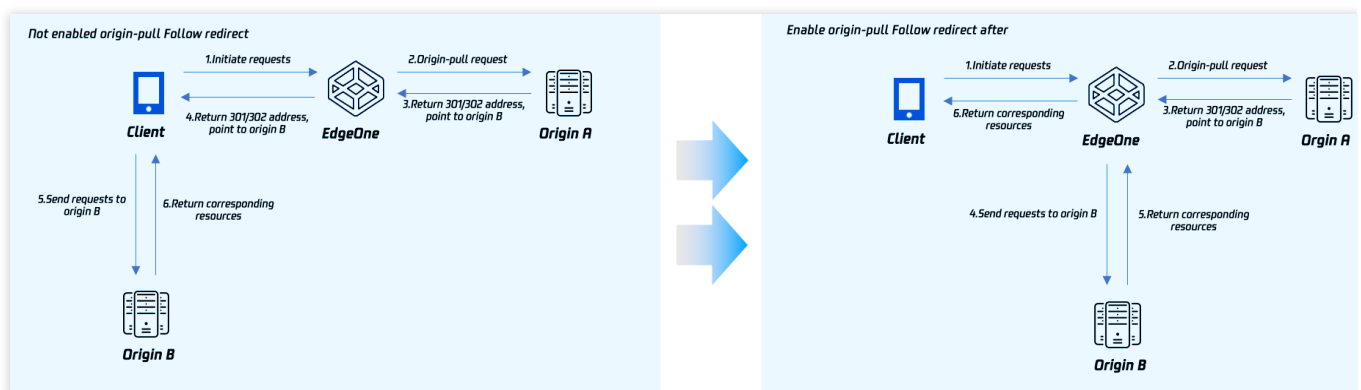 Not enabled origin-pull Follow redirect
1.Initiate requests
2.Origin-pull request
4.Return 301/302 address,
point to origin B
3.Return 301/302 address,
point to origin B
Client
EdgeOne
Origin A
5.Send requests to
origin B
6.Return corresponding
resources
Origin B
Enable origin-pull Follow redirect after
1.Initiate requests
2.Origin-pull request
6.Return corresponding
resources
3.Return 301/302 address,
point to origin B
Client
EdgeOne
Orgin A
4.Send requests to origin B
5.Return corresponding
resources
Origin B